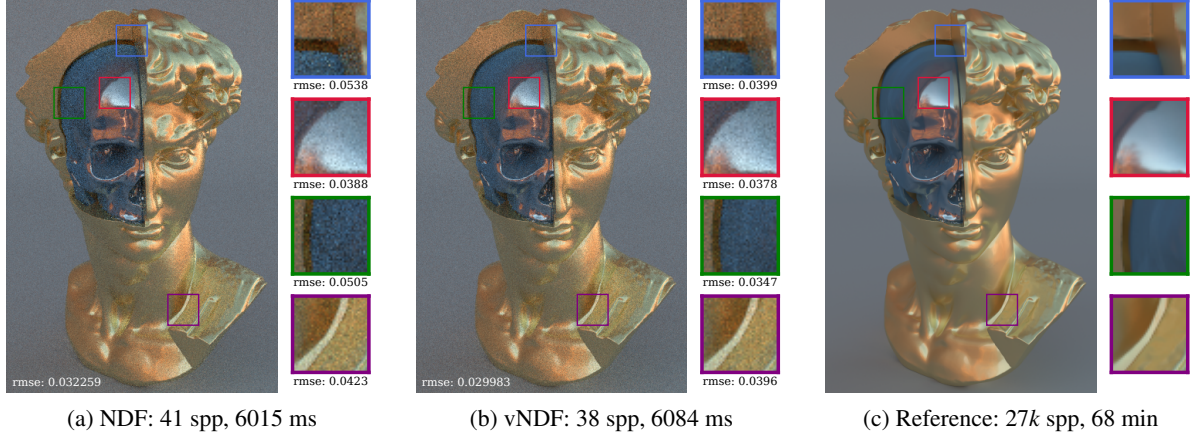 rmse: 0.0538
rmse: 0.0388
rmse: 0.0505
rmse: 0.0423
rmse: 0.032259
(a) NDF: 41 spp, 6015 ms
rmse: 0.0399
rmse: 0.0378
rmse: 0.0347
rmse: 0.0396
rmse: 0.029983
(b) vNDF: 38 spp, 6084 ms
(c) Reference: 27k spp, 68 min